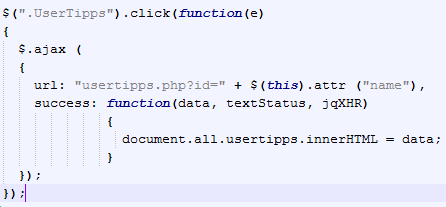 $(".UserTipps").click(function(e)
{
$.ajax (
{
url: "usertipps.php?id=" + $(this).attr ("name"),
success: function(data, textStatus, jqXHR)
{
document.all.usertipps.innerHTML = data;
}
});
});